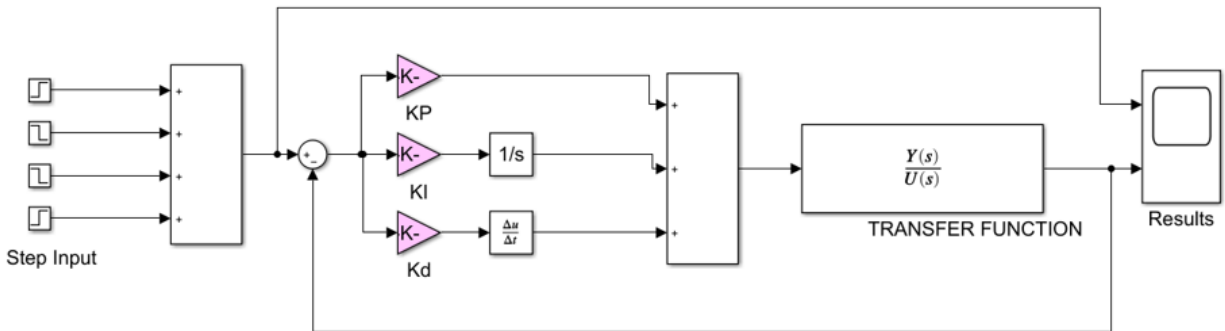 K-
KP
+
+
+
+
+
-
K-
KI
1/s
+
+
+
Y(s)
U(s)
TRANSFER FUNCTION
Results
K-
Kd
Δu
Δt
Step Input